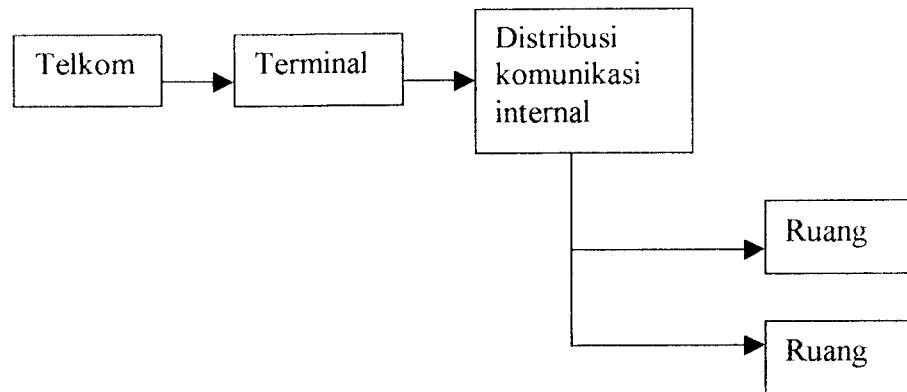 Telkom
Terminal
Distribusi
komunikasi
internal
Ruang
Ruang